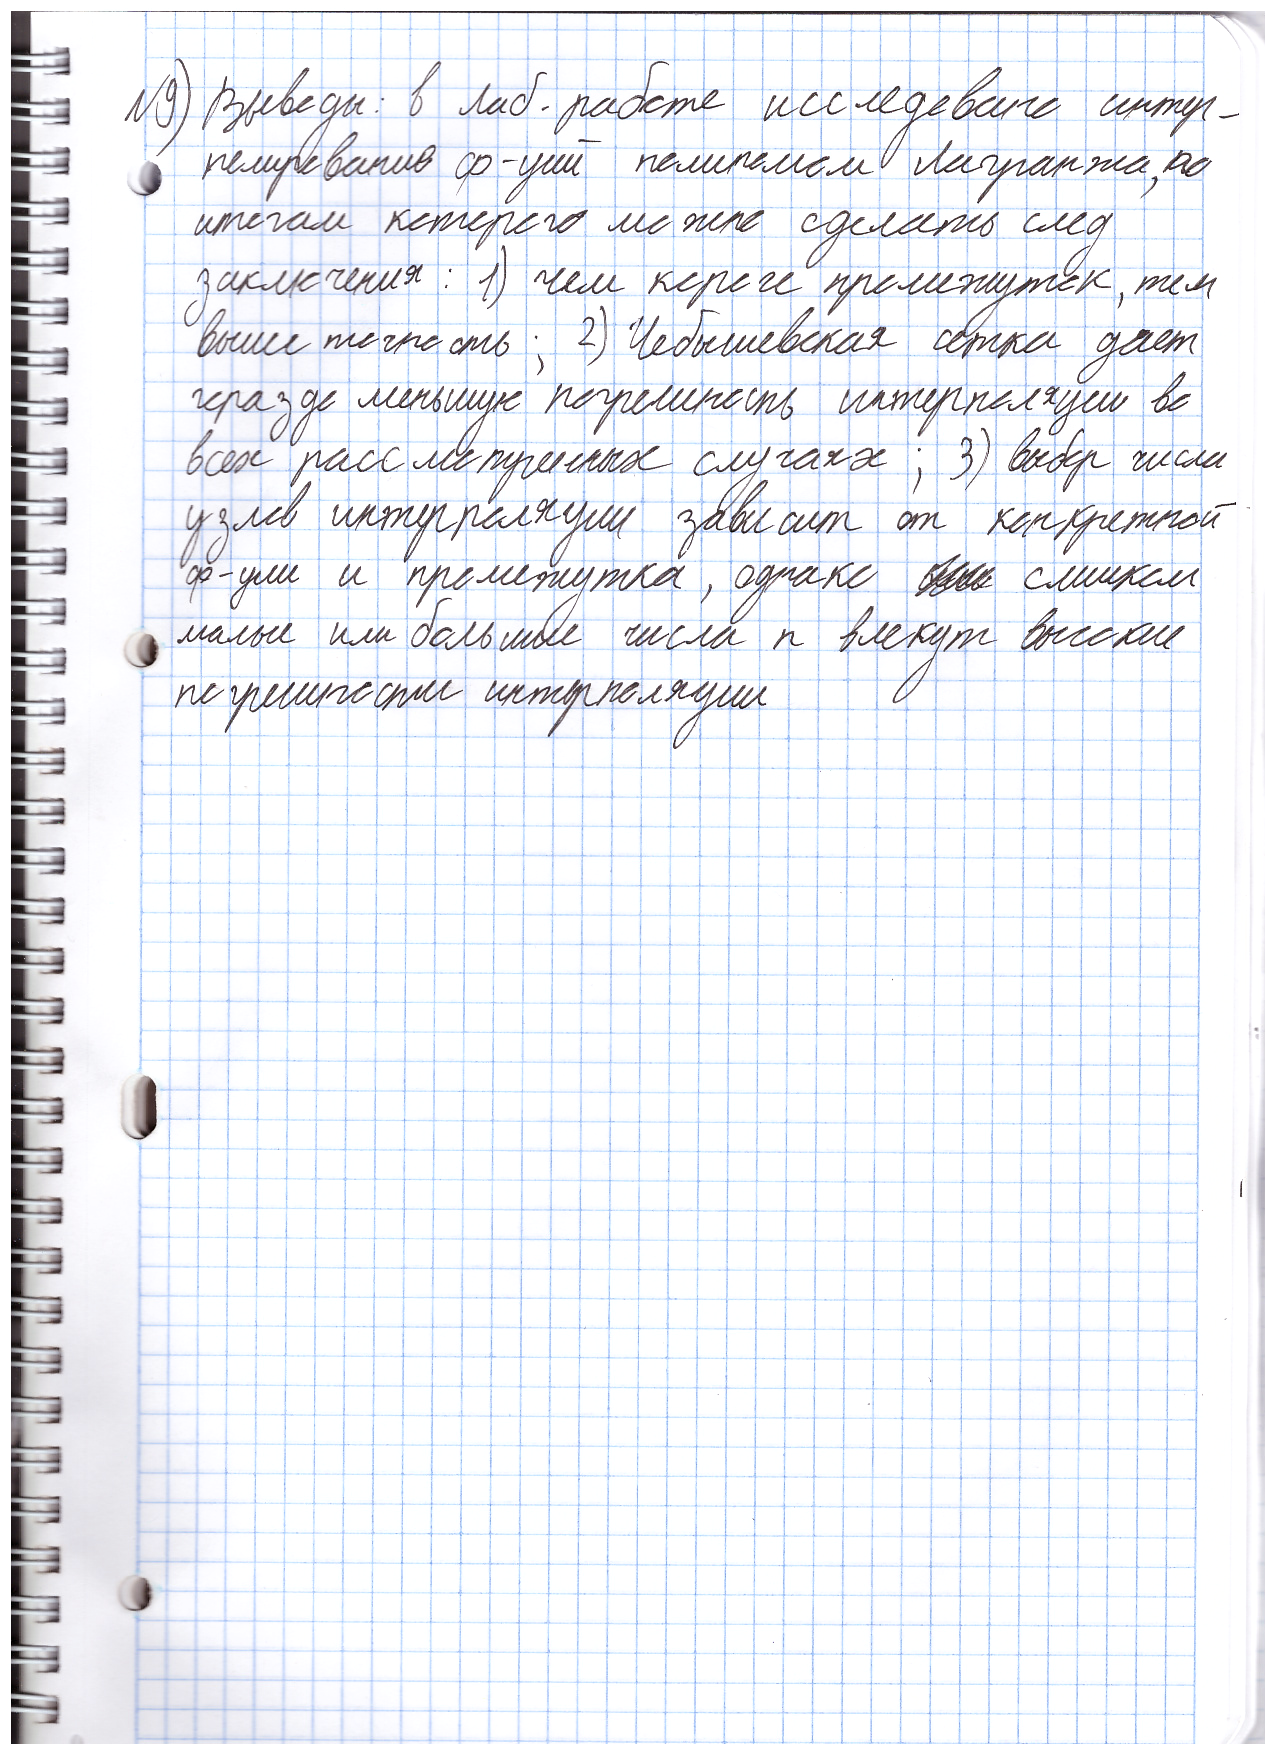 №9) Выводы: в лаб. работе исследовано интер-
полирования ф-ций полиномом Лагранжа, по
итогам которого можно сделать след
заключения: 1) чем короче промежуток, тем
выше точность; 2) Чебышевская сетка дает
гораздо меньшую погрешность интерполяции во
всех рассмотренных случаях; 3) выбор числа
узлов интерполяции зависит от конкретной
ф-ции и промежутка, однако слишком
малые или большие числа n влекут высокие
погрешности интерполяции